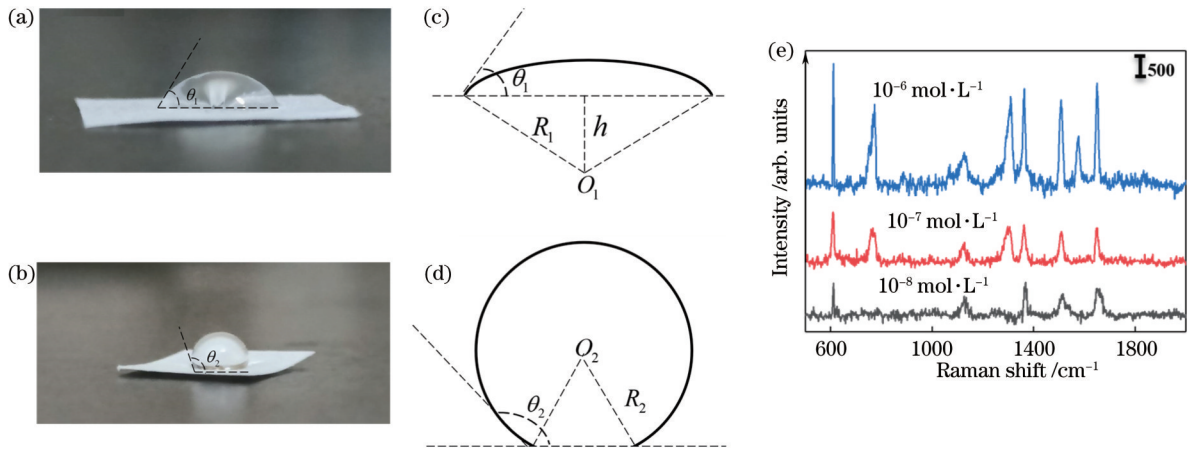 (a)
θ₁
(b)
θ₂
(c)
θ₁
R₁
h
O₁
(d)
O₂
θ₂
R₂
(e)
500
10⁻⁶ mol·L⁻¹
10⁻⁷ mol·L⁻¹
10⁻⁸ mol·L⁻¹
Intensity /arb. units
600 1000 1400 1800
Raman shift /cm⁻¹